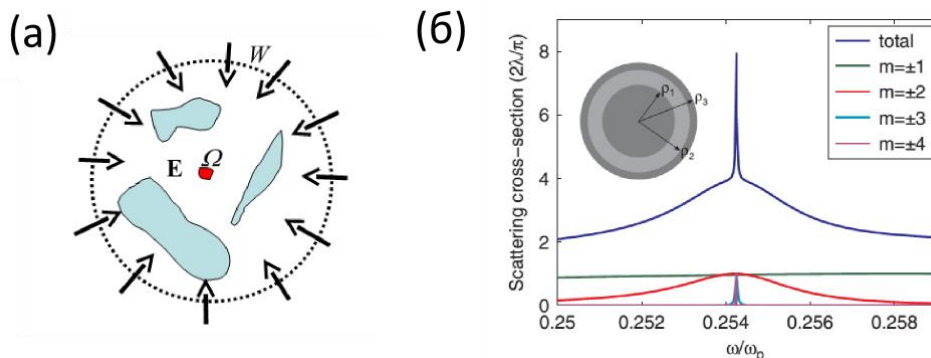 (а)
W
E
Ω
(б)
Scattering cross-section (2λ/π)
8
6
4
2
0
ρ1
ρ3
ρ2
total
m=±1
m=±2
m=±3
m=±4
0.25
0.252
0.254
0.256
0.258
ω/ωp